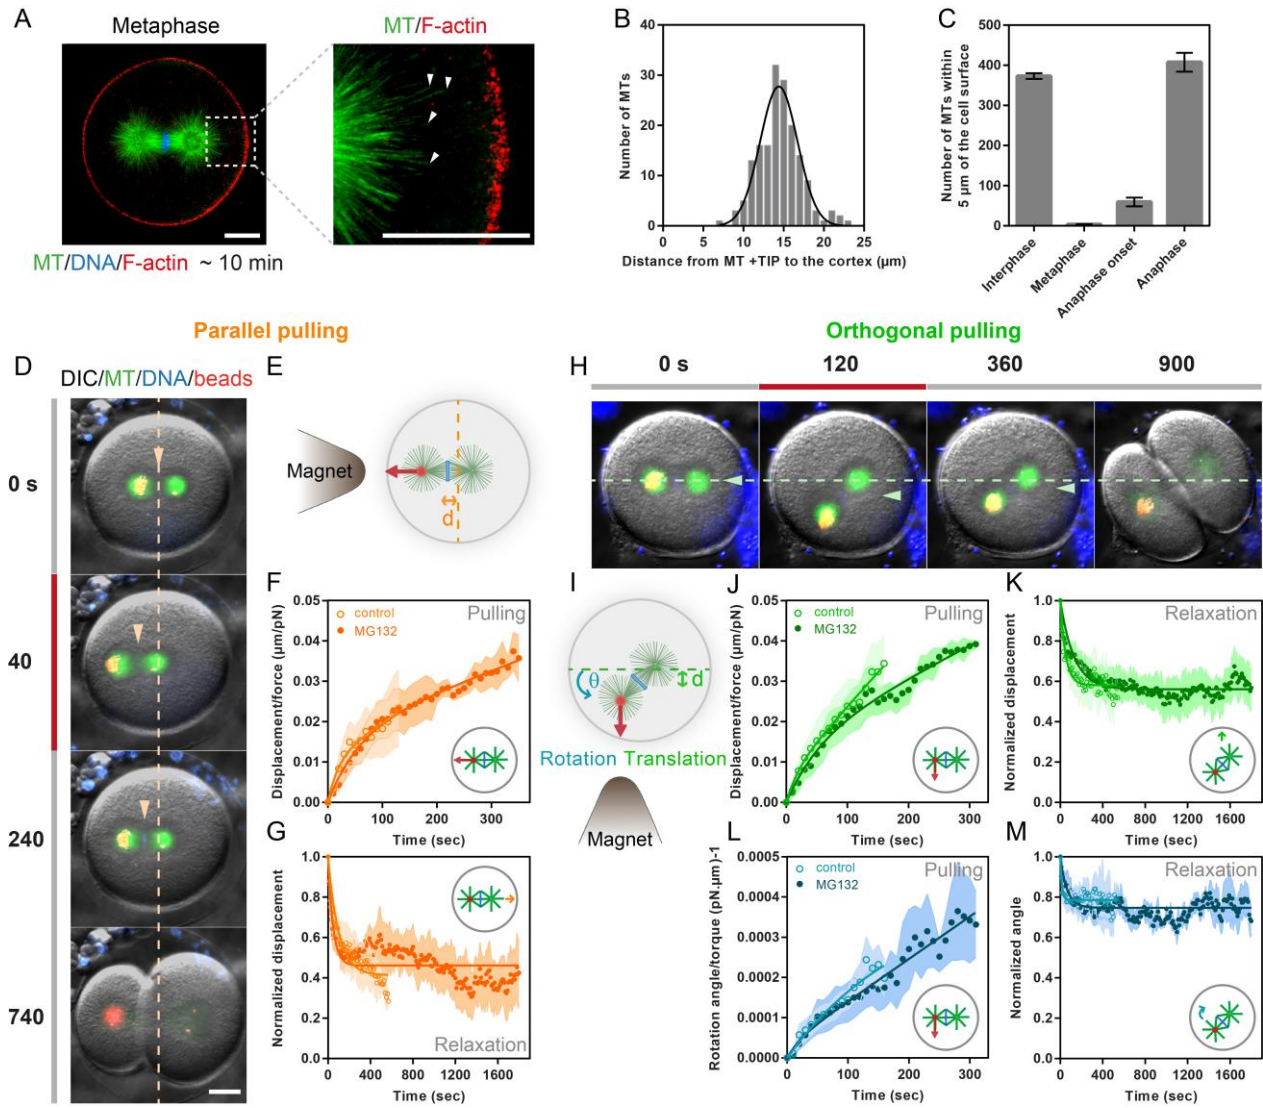 A
Metaphase
MT/F-actin
MT/DNA/F-actin ~ 10 min
B
Number of MTs
40
30
20
10
0
0 5 10 15 20 25
Distance from MT +TIP to the cortex (µm)
C
Number of MTs within
5 µm of the cell surface
500
400
300
200
100
0
Interphase
Metaphase
Anaphase onset
Anaphase
Parallel pulling
Orthogonal pulling
D
DIC/MT/DNA/beads
0 s
40
240
740
E
Magnet
d
F
Displacement/force (µm/pN)
0.05
0.04
0.03
0.02
0.01
0.00
control
MG132
Pulling
0 100 200 300
Time (sec)
G
Normalized displacement
1.0
0.8
0.6
0.4
0.2
0.0
Relaxation
0 400 800 1200 1600
Time (sec)
H
0 s 120 360 900
I
θ
d
Rotation Translation
Magnet
J
Displacement/force (µm/pN)
0.05
0.04
0.03
0.02
0.01
0.00
control
MG132
Pulling
0 100 200 300
Time (sec)
K
Normalized displacement
1.0
0.8
0.6
0.4
0.2
0.0
Relaxation
0 400 800 1200 1600
Time (sec)
L
Rotation angle/torque (pN.µm)-1
0.0005
0.0004
0.0003
0.0002
0.0001
0.0000
control
MG132
Pulling
0 100 200 300
Time (sec)
M
Normalized angle
1.0
0.8
0.6
0.4
0.2
0.0
Relaxation
0 400 800 1200 1600
Time (sec)